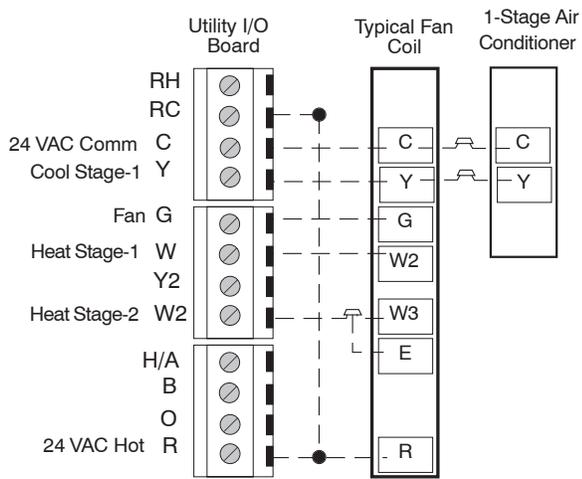 Utility I/O
Board
Typical Fan
Coil
1-Stage Air
Conditioner
RH
RC
24 VAC Comm C
Cool Stage-1 Y
Fan G
Heat Stage-1 W
Y2
Heat Stage-2 W2
H/A
B
O
24 VAC Hot R
C
Y
G
W2
W3
E
R
C
Y